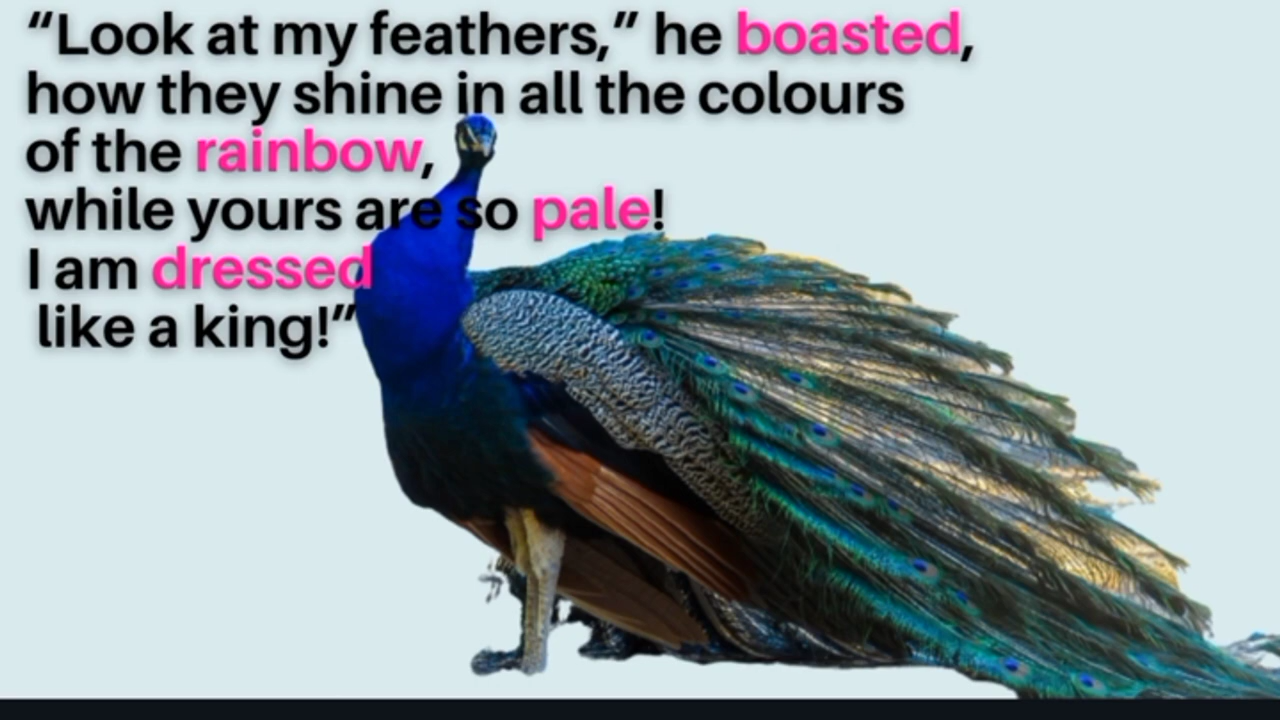 “Look at my feathers,” he boasted,
how they shine in all the colours
of the rainbow,
while yours are so pale!
I am dressed
like a king!”